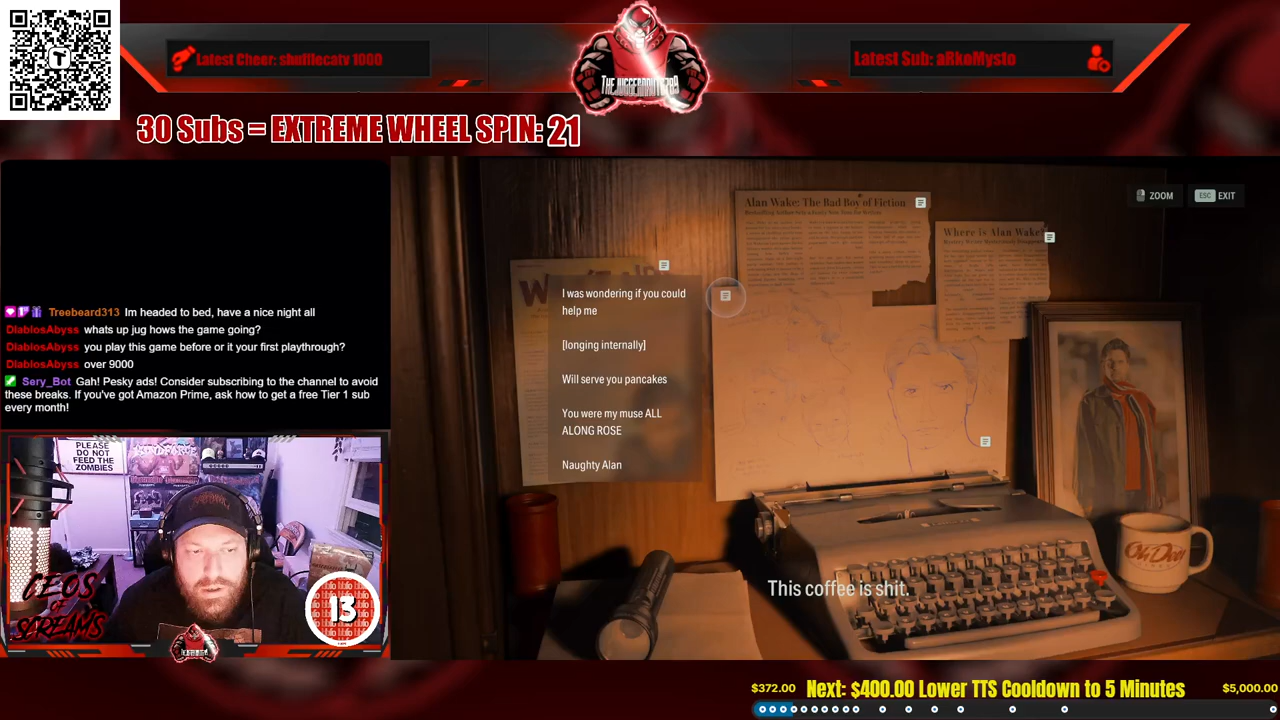 Latest Cheer: shufflecatv 1000
THEJUGGERNAUT6789
Latest Sub: aRkoMysto
30 Subs = EXTREME WHEEL SPIN: 21
Treebeard313 Im headed to bed, have a nice night all
DIablosAbyss whats up jug hows the game going?
DIablosAbyss you play this game before or it your first playthrough?
DIablosAbyss over 9000
Sery_Bot Gah! Pesky ads! Consider subscribing to the channel to avoid
these breaks. If you've got Amazon Prime, ask how to get a free Tier 1 sub
every month!
PLEASE
DO NOT
FEED THE
ZOMBIES
CEOS
OF
SCREAMS
13
ZOOM
ESC EXIT
Alan Wake: The Bad Boy of Fiction
Where Is Alan Wake?
I was wondering if you could
help me
[longing internally]
Will serve you pancakes
You were my muse ALL
ALONG ROSE
Naughty Alan
Oh Deer
This coffee is shit.
$372.00 Next: $400.00 Lower TTS Cooldown to 5 Minutes $5,000.00